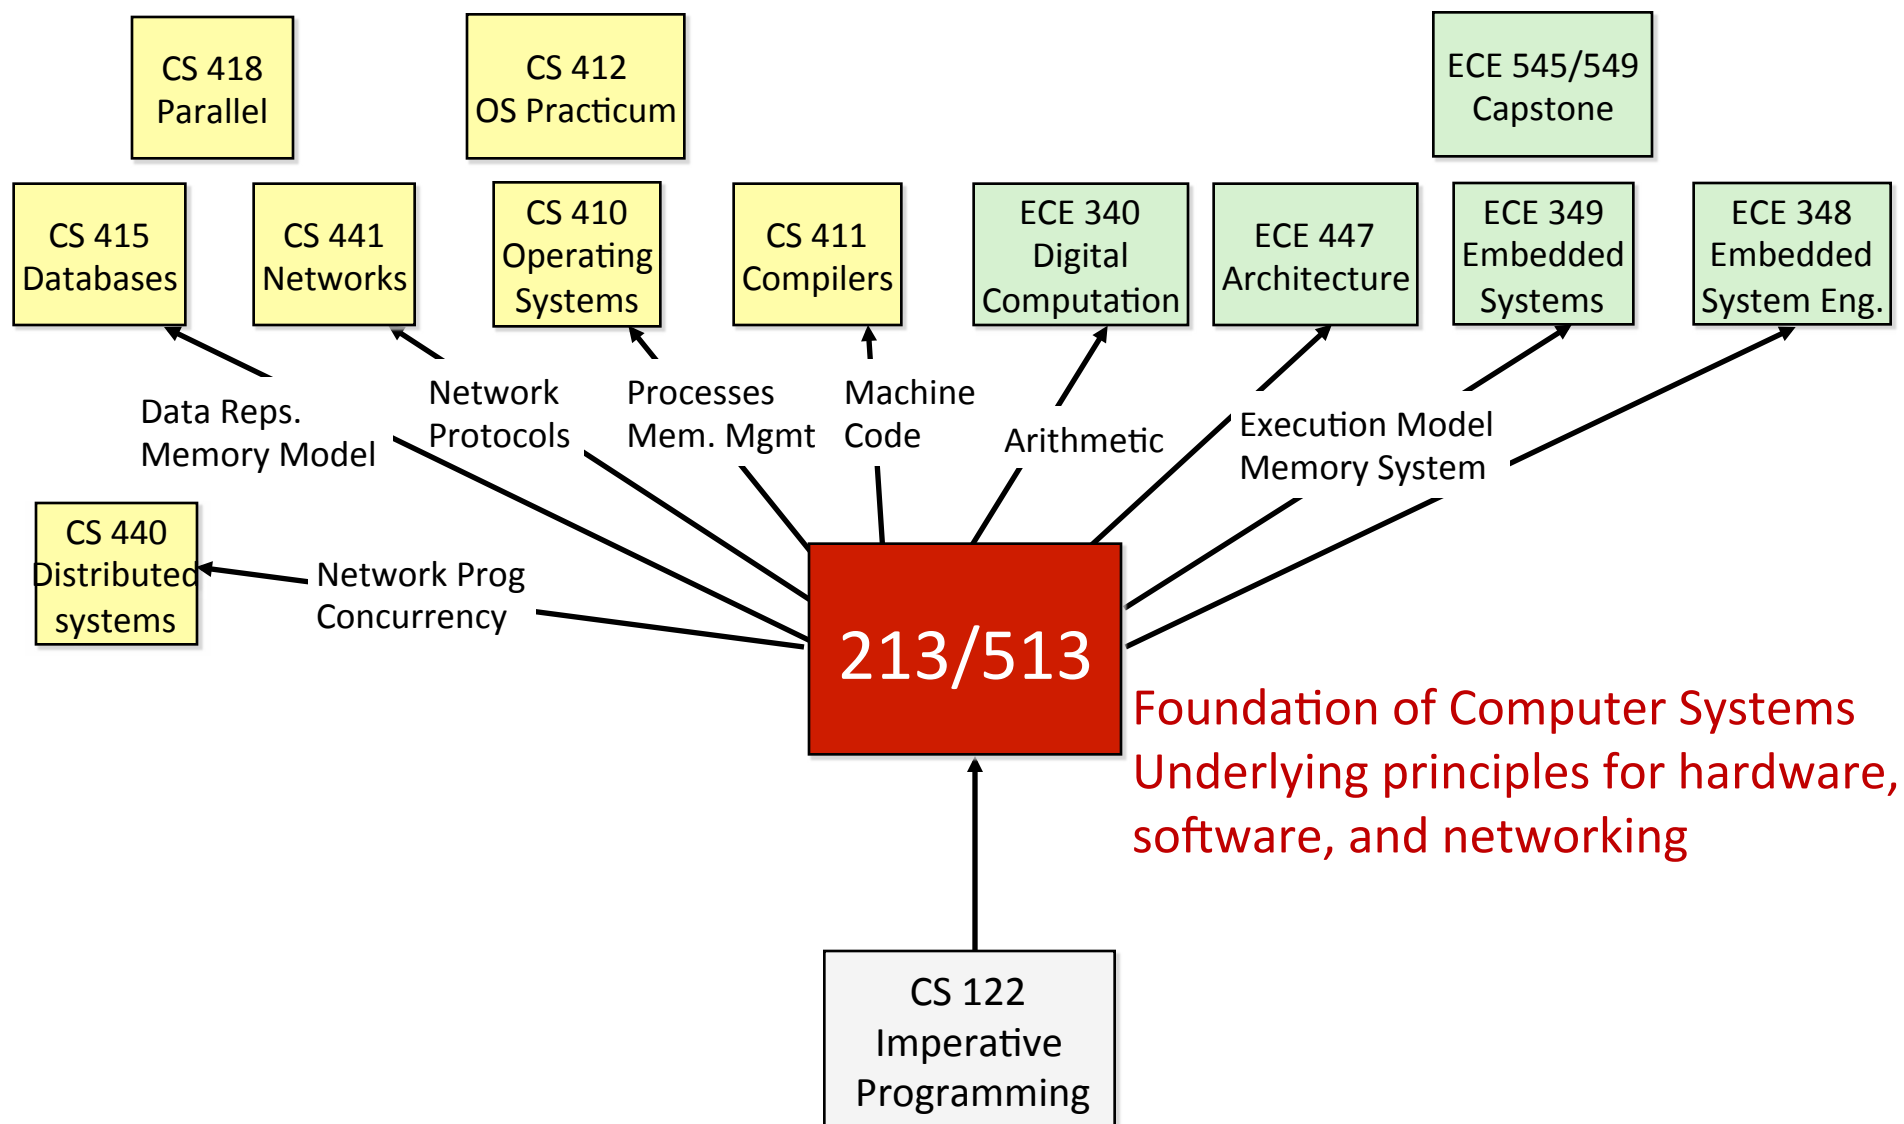 CS 418
Parallel
CS 412
OS Practicum
ECE 545/549
Capstone
CS 415
Databases
CS 441
Networks
CS 410
Operating
Systems
CS 411
Compilers
ECE 340
Digital
Computation
ECE 447
Architecture
ECE 349
Embedded
Systems
ECE 348
Embedded
System Eng.
Data Reps.
Memory Model
Network
Protocols
Processes
Mem. Mgmt
Machine
Code
Arithmetic
Execution Model
Memory System
CS 440
Distributed
systems
Network Prog
Concurrency
213/513
Foundation of Computer Systems
Underlying principles for hardware,
software, and networking
CS 122
Imperative
Programming